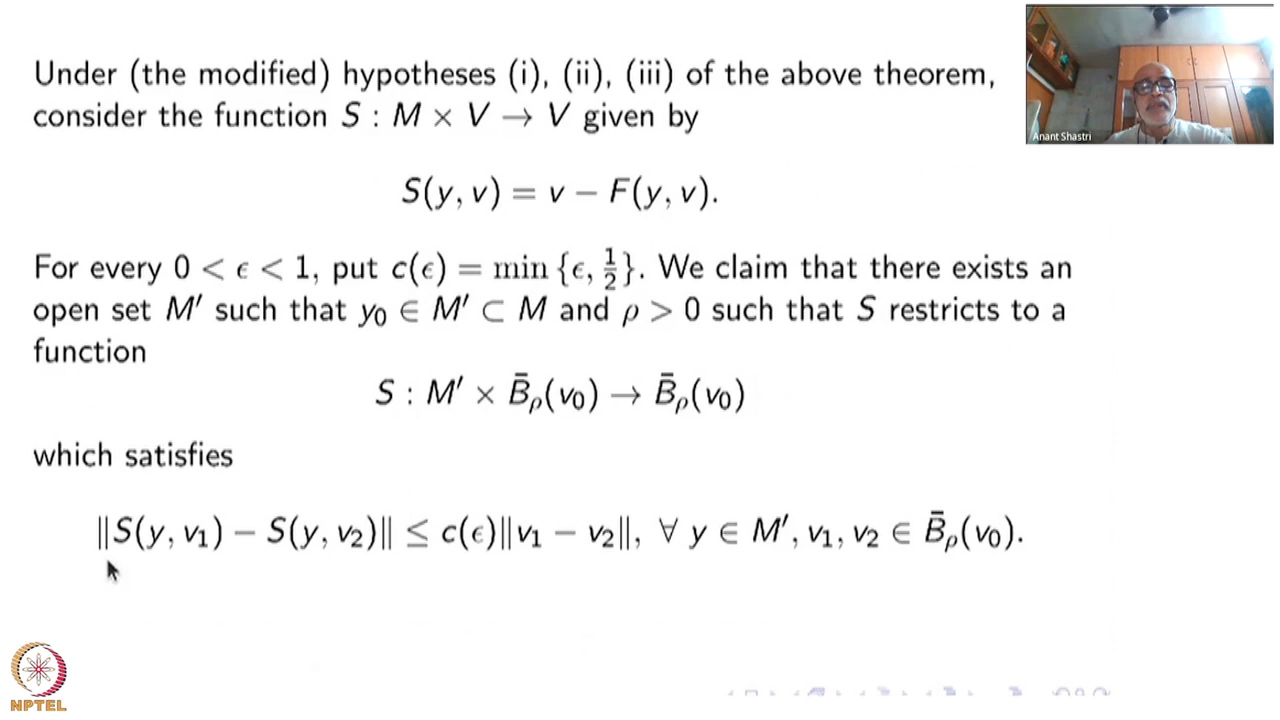 Under (the modified) hypotheses (i), (ii), (iii) of the above theorem,
consider the function S : M × V → V given by
S(y, v) = v − F(y, v).
For every 0 < ϵ < 1, put c(ϵ) = min {ϵ, 1/2}. We claim that there exists an
open set M′ such that y₀ ∈ M′ ⊂ M and ρ > 0 such that S restricts to a
function
S : M′ × B̄ᵨ(v₀) → B̄ᵨ(v₀)
which satisfies
‖S(y, v₁) − S(y, v₂)‖ ≤ c(ϵ)‖v₁ − v₂‖, ∀ y ∈ M′, v₁, v₂ ∈ B̄ᵨ(v₀).
Anant Shastri
NPTEL